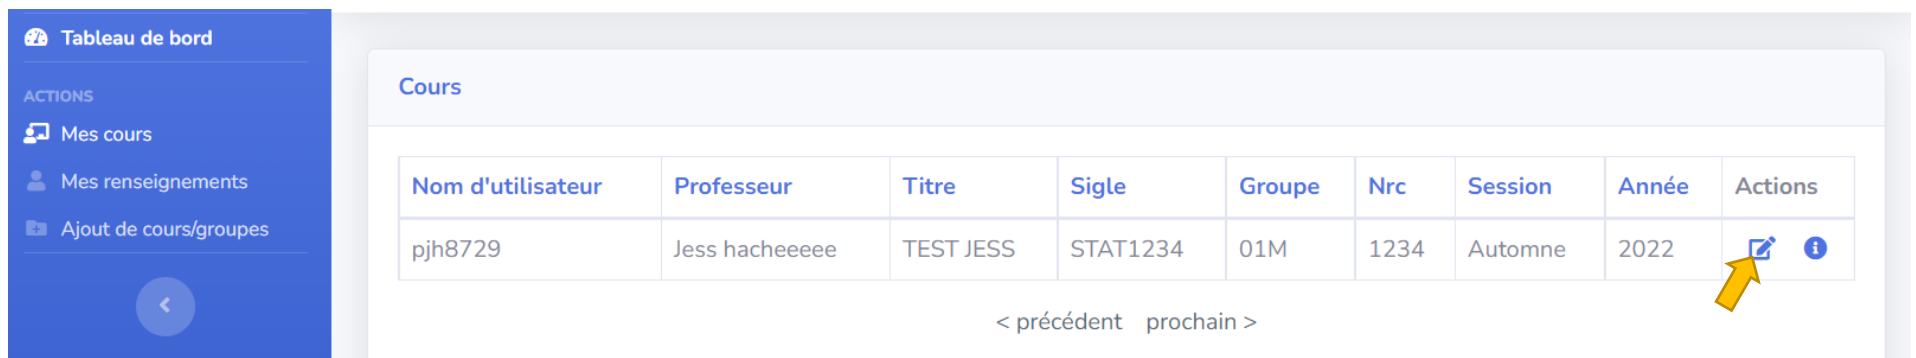 Tableau de bord
ACTIONS
Mes cours
Mes renseignements
Ajout de cours/groupes
Cours
Nom d'utilisateur Professeur Titre Sigle Groupe Nrc Session Année Actions
pjh8729 Jess hacheeeee TEST JESS STAT1234 01M 1234 Automne 2022
< précédent prochain >